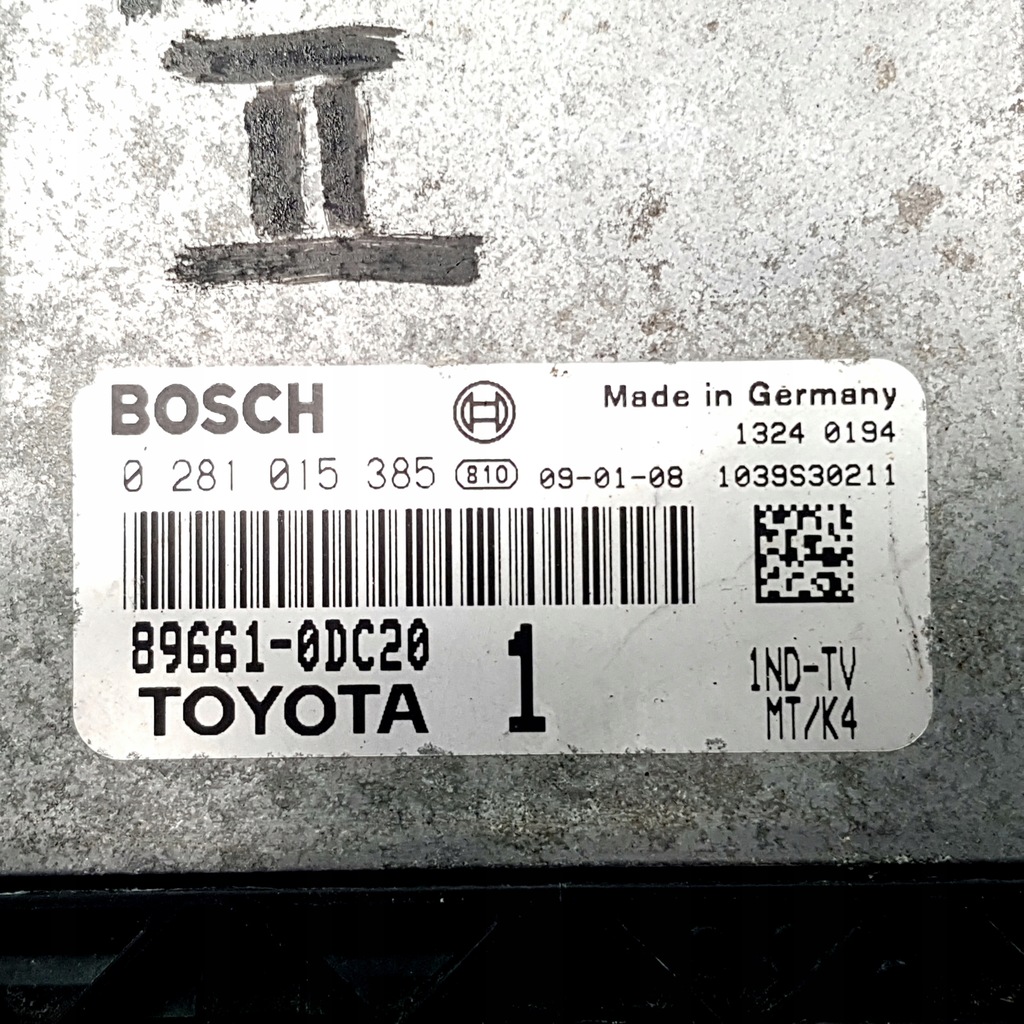 II
BOSCH
Made in Germany
1324 0194
0 281 015 385 810 09-01-08 1039S30211
89661-0DC20
TOYOTA
1
1ND-TV
MT/K4